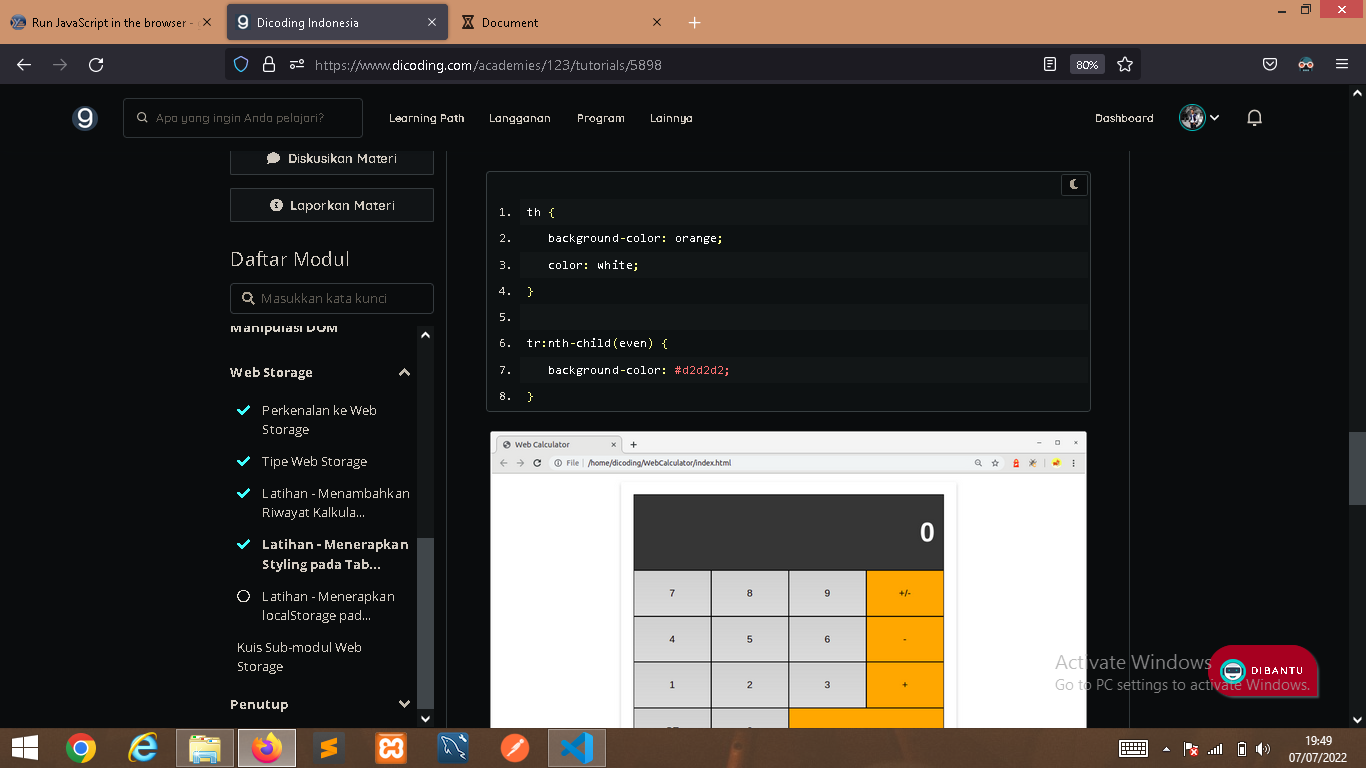 Run JavaScript in the browser -
Dicoding Indonesia
Document
https://www.dicoding.com/academies/123/tutorials/5898
80%
Apa yang ingin Anda pelajari?
Learning Path
Langganan
Program
Lainnya
Dashboard
Diskusikan Materi
Laporkan Materi
Daftar Modul
Masukkan kata kunci
Manipulasi DOM
Web Storage
Perkenalan ke Web
Storage
Tipe Web Storage
Latihan - Menambahkan
Riwayat Kalkula...
Latihan - Menerapkan
Styling pada Tab...
Latihan - Menerapkan
localStorage pad...
Kuis Sub-modul Web
Storage
Penutup
1. th {
2. background-color: orange;
3. color: white;
4. }
5.
6. tr:nth-child(even) {
7. background-color: #d2d2d2;
8. }
Web Calculator
File | /home/dicoding/WebCalculator/index.html
0
7 8 9 +/-
4 5 6 -
1 2 3 +
Activate Windows
Go to PC settings to activate Windows.
DIBANTU
19:49
07/07/2022